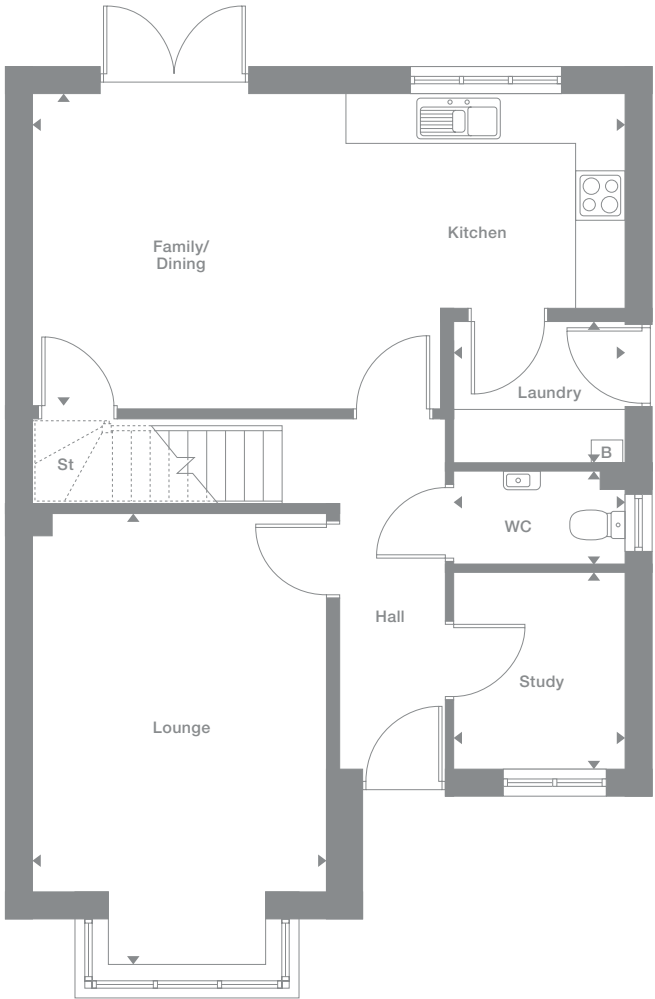 Family/
Dining
Kitchen
Laundry
St
B
WC
Hall
Study
Lounge